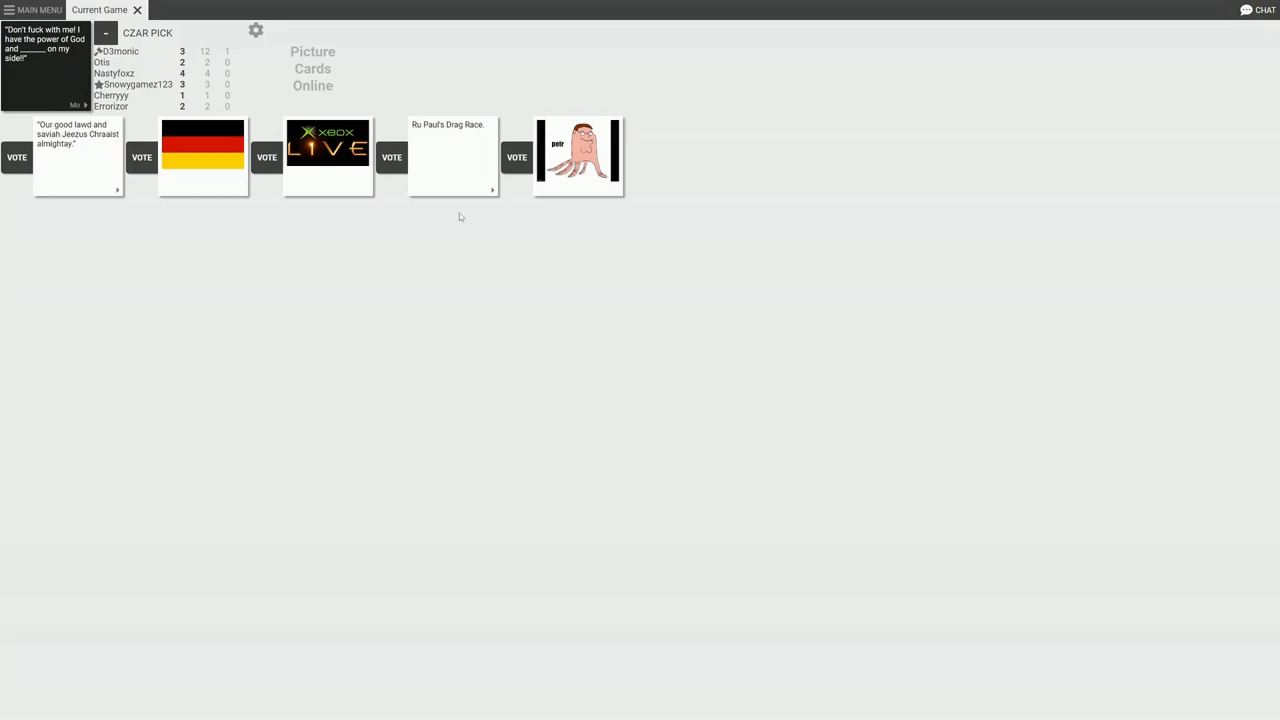 MAIN MENU
Current Game
CHAT
"Don't fuck with me! I
have the power of God
and _______ on my
side!!"
Mo
-
CZAR PICK
D3monic 3 12 1
Otis 2 2 0
Nastyfoxz 4 4 0
Snowygamez123 3 3 0
Cherryyy 1 1 0
Errorizor 2 2 0
Picture
Cards
Online
VOTE
"Our good lawd and
saviah Jeezus Chraaist
almightay."
VOTE
VOTE
XBOX
LIVE
VOTE
Ru Paul's Drag Race.
VOTE
petr